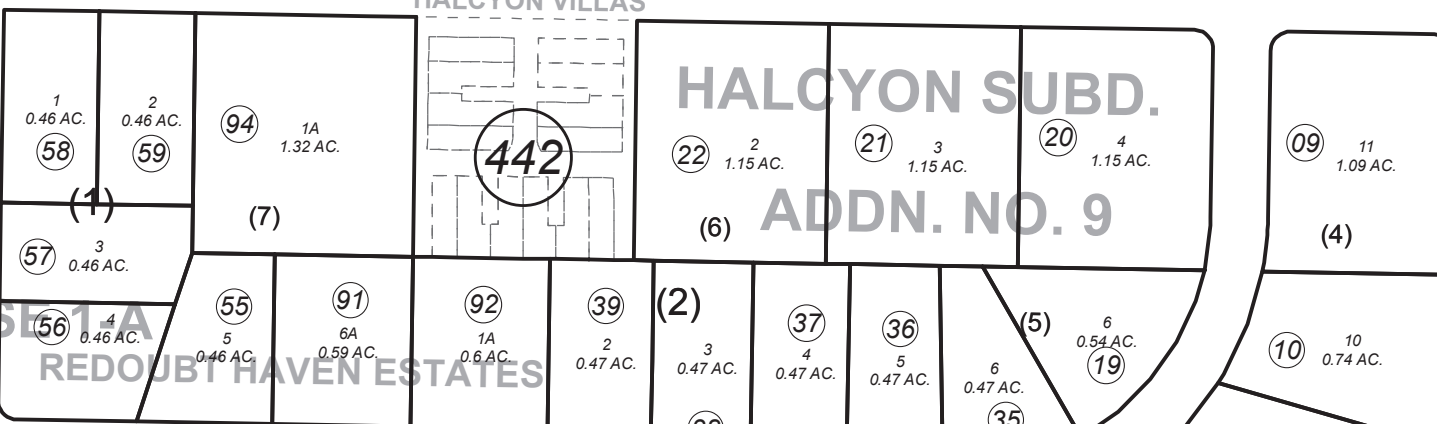 HALCYON VILLAS
1
0.46 AC.
58
2
0.46 AC.
59
94
1A
1.32 AC.
(7)
442
HALCYON SUBD.
ADDN. NO. 9
22
2
1.15 AC.
(6)
21
3
1.15 AC.
20
4
1.15 AC.
09
11
1.09 AC.
(4)
(1)
57
3
0.46 AC.
SE 1-A
56
4
0.46 AC.
REDOUBT HAVEN ESTATES
55
5
0.46 AC.
91
6A
0.59 AC.
92
1A
0.6 AC.
39
2
0.47 AC.
(2)
3
0.47 AC.
37
4
0.47 AC.
36
5
0.47 AC.
6
0.47 AC.
35
(5)
6
0.54 AC.
19
10
10
0.74 AC.